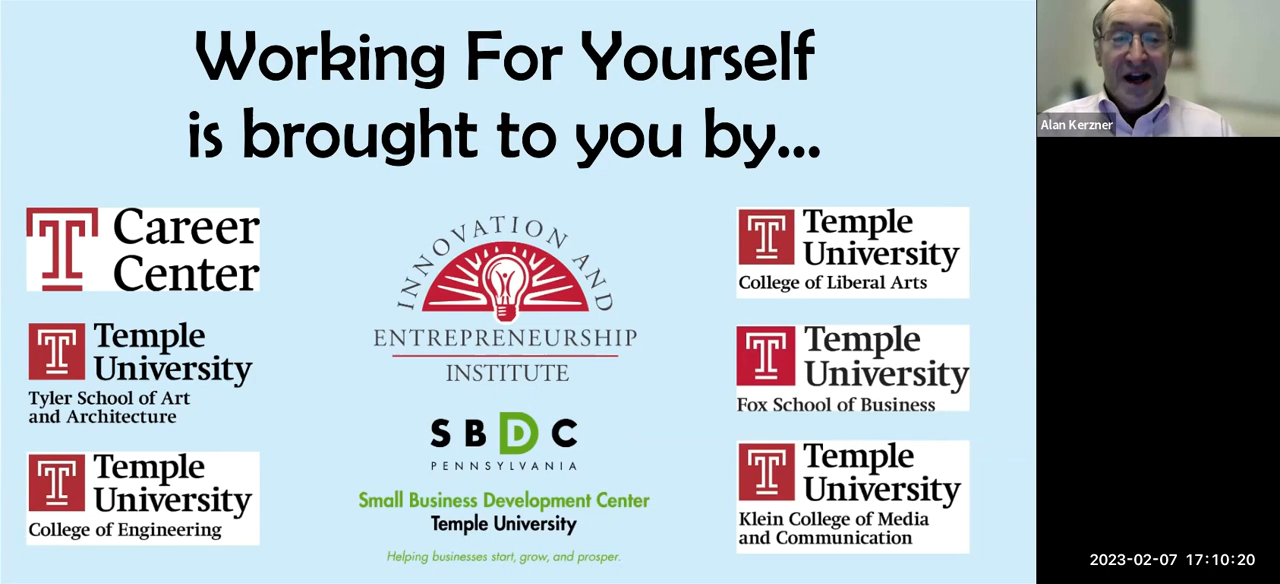 Working For Yourself
is brought to you by...
Alan Kerzner
T Career
Center
T Temple
University
Tyler School of Art
and Architecture
T Temple
University
College of Engineering
INNOVATION AND
ENTREPRENEURSHIP
INSTITUTE
SBDC
PENNSYLVANIA
Small Business Development Center
Temple University
Helping businesses start, grow, and prosper.
T Temple
University
College of Liberal Arts
T Temple
University
Fox School of Business
T Temple
University
Klein College of Media
and Communication
2023-02-07 17:10:20